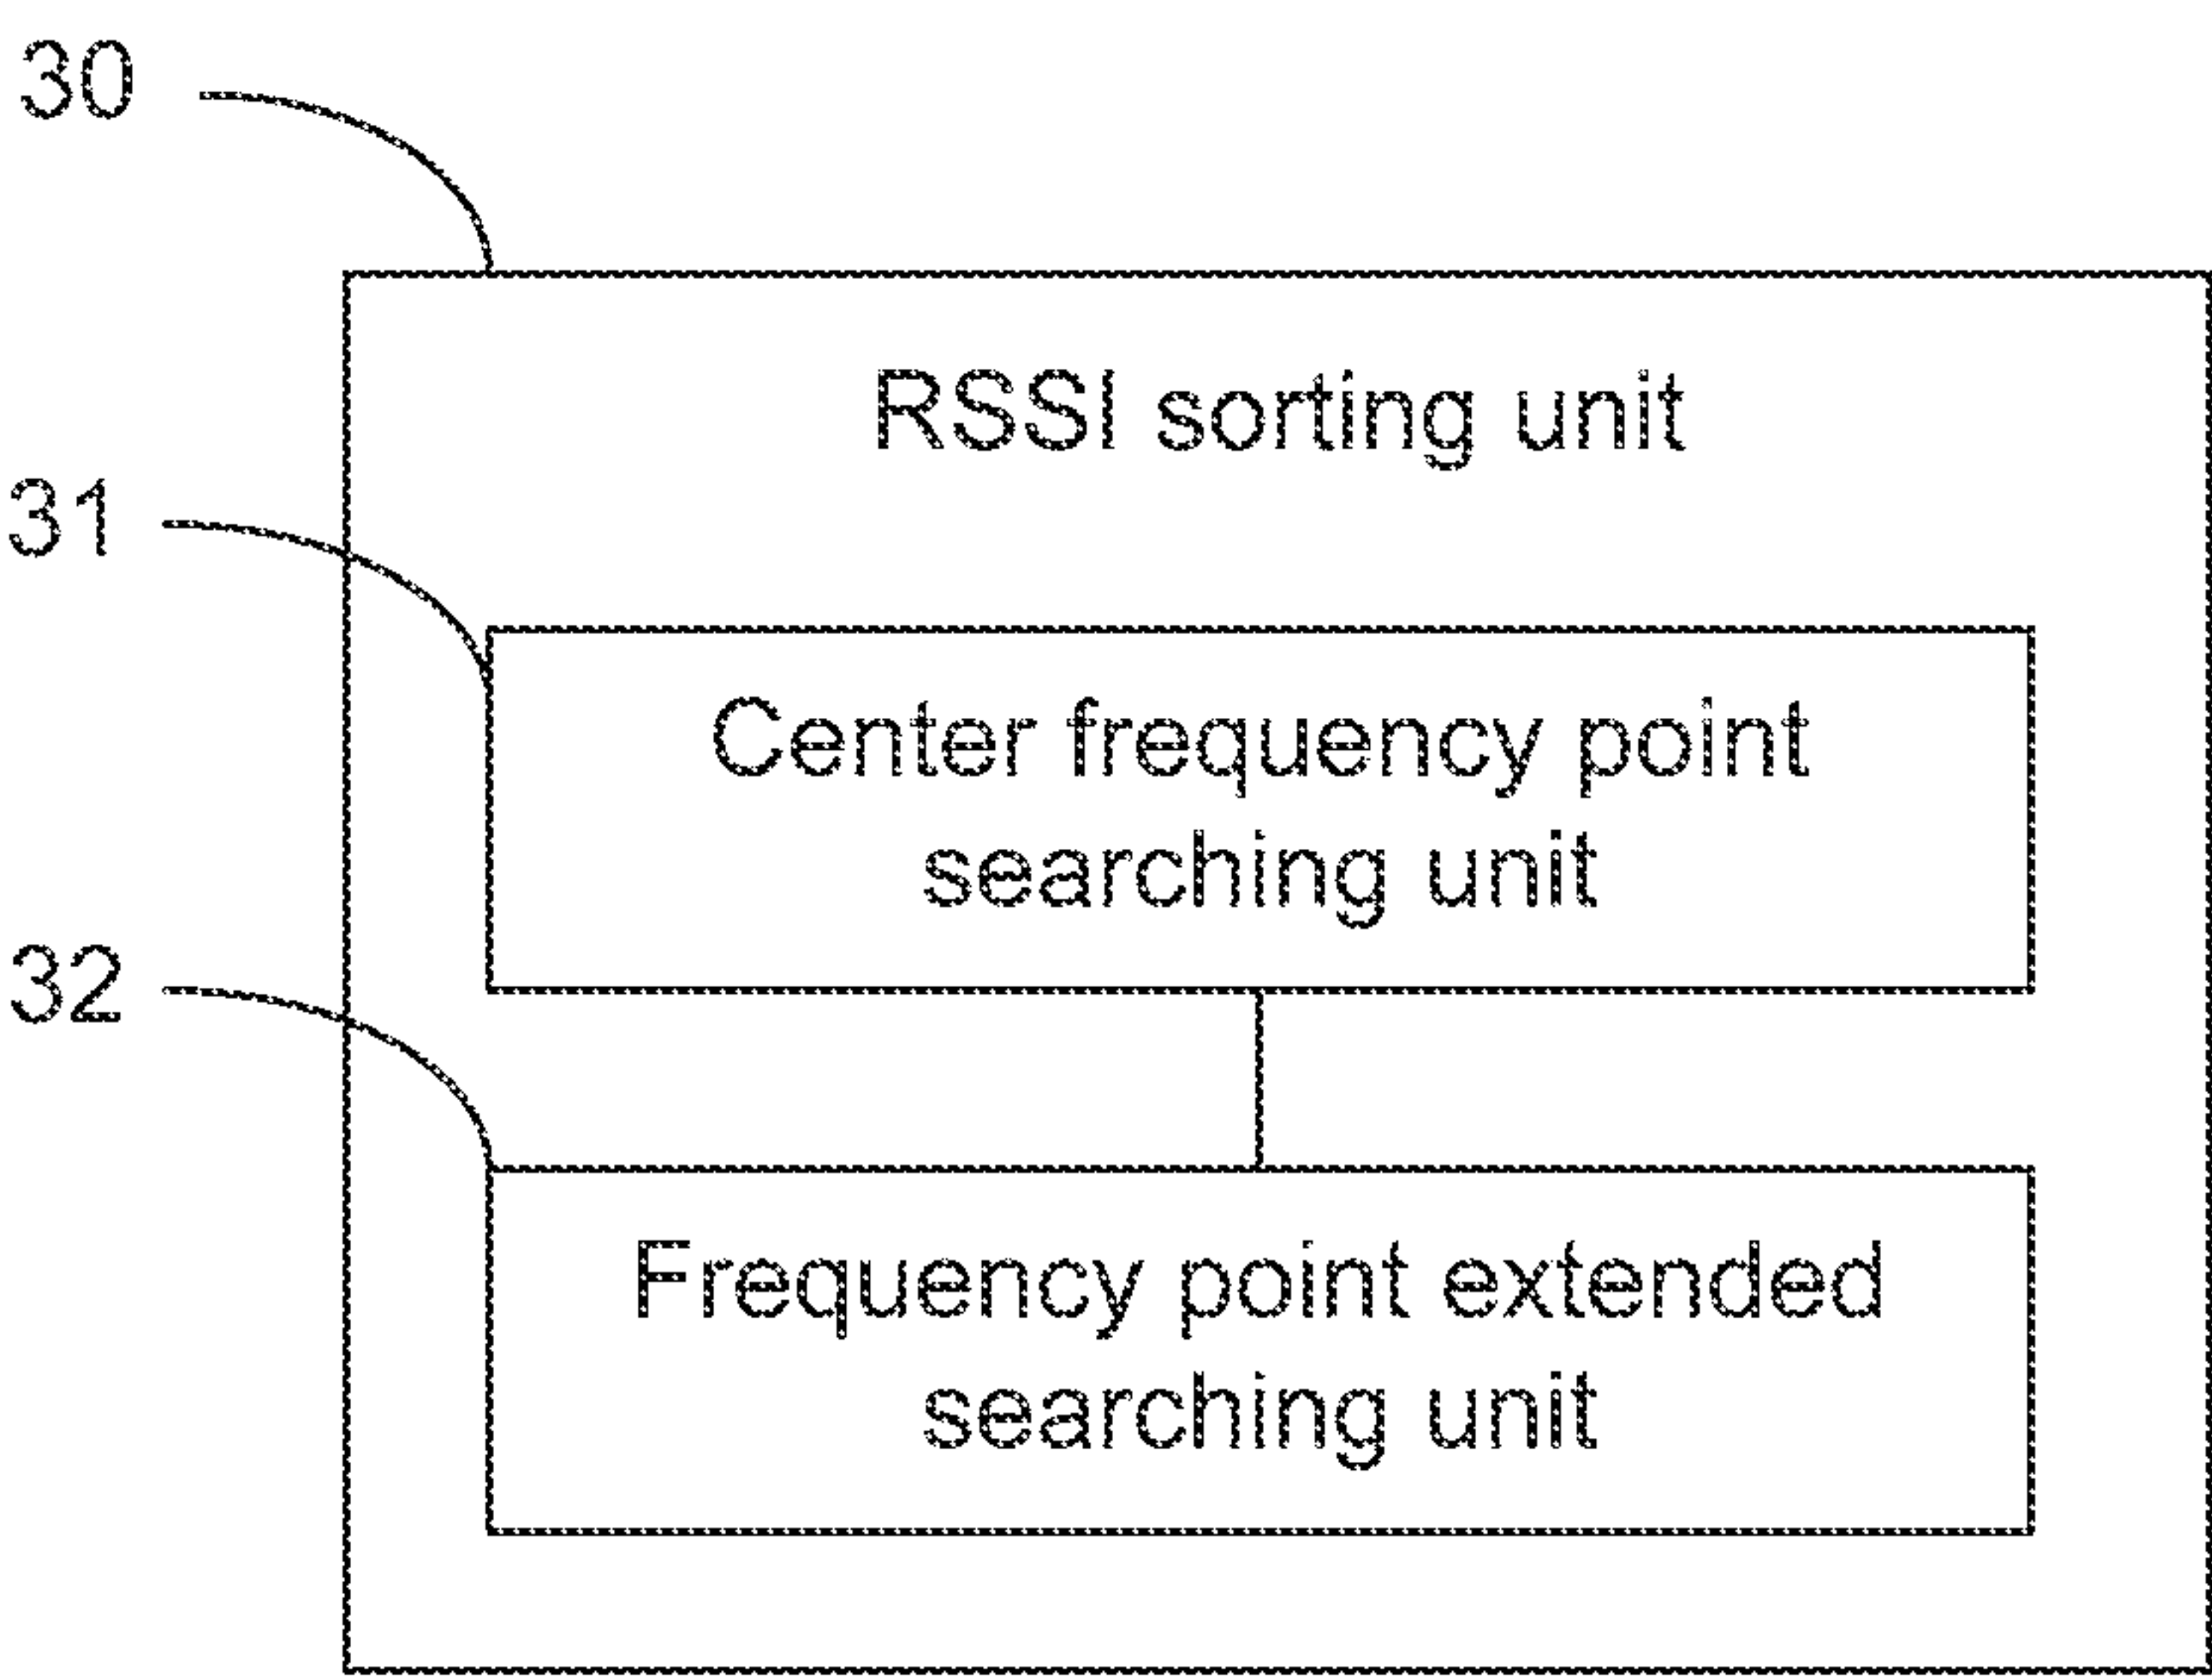 30
RSSI sorting unit
31
Center frequency point
searching unit
32
Frequency point extended
searching unit